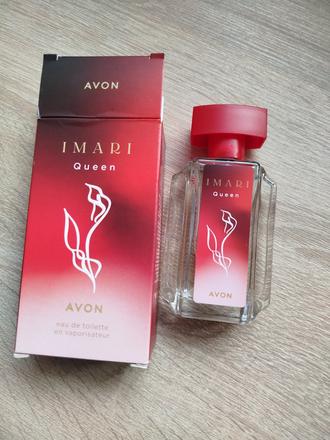 AVON
IMARI
Queen
AVON
eau de toilette
en vaporisateur
IMARI
Queen
AVON